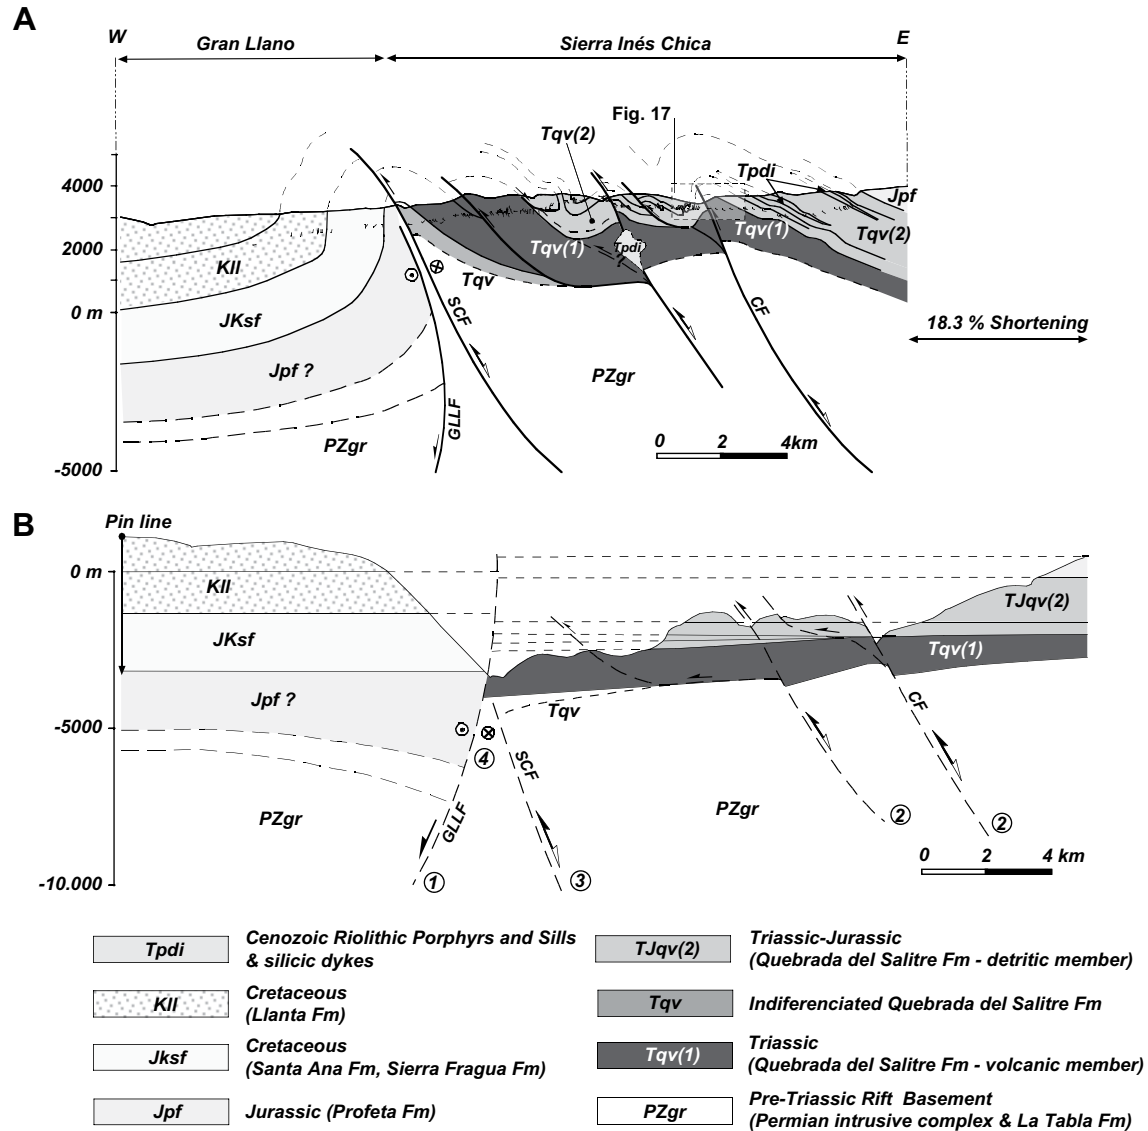 A
W
Gran Llano
Sierra Inés Chica
E
Fig. 17
Tqv(2)
Tpdi
4000
Jpf
Tqv(1)
Tpdi
Tqv(1)
Tqv(2)
2000
Kll
Tqv
SCF
CF
0 m
JKsf
18.3 % Shortening
Jpf ?
PZgr
GLLF
PZgr
0 2 4km
-5000
B
Pin line
0 m
Kll
TJqv(2)
JKsf
Tqv(1)
Jpf ?
Tqv
CF
-5000
4
SCF
PZgr
GLLF
PZgr
2
2
0 2 4 km
-10.000
1
3
Tpdi
Cenozoic Riolithic Porphyrs and Sills
& silicic dykes
Kll
Cretaceous
(Llanta Fm)
Jksf
Cretaceous
(Santa Ana Fm, Sierra Fragua Fm)
Jpf
Jurassic (Profeta Fm)
TJqv(2)
Triassic-Jurassic
(Quebrada del Salitre Fm - detritic member)
Tqv
Indiferenciated Quebrada del Salitre Fm
Tqv(1)
Triassic
(Quebrada del Salitre Fm - volcanic member)
PZgr
Pre-Triassic Rift Basement
(Permian intrusive complex & La Tabla Fm)